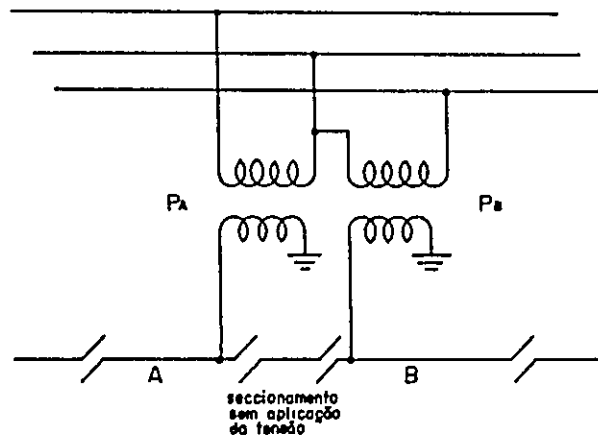 PA
PB
A
B
seccionamento
sem aplicação
da tensão